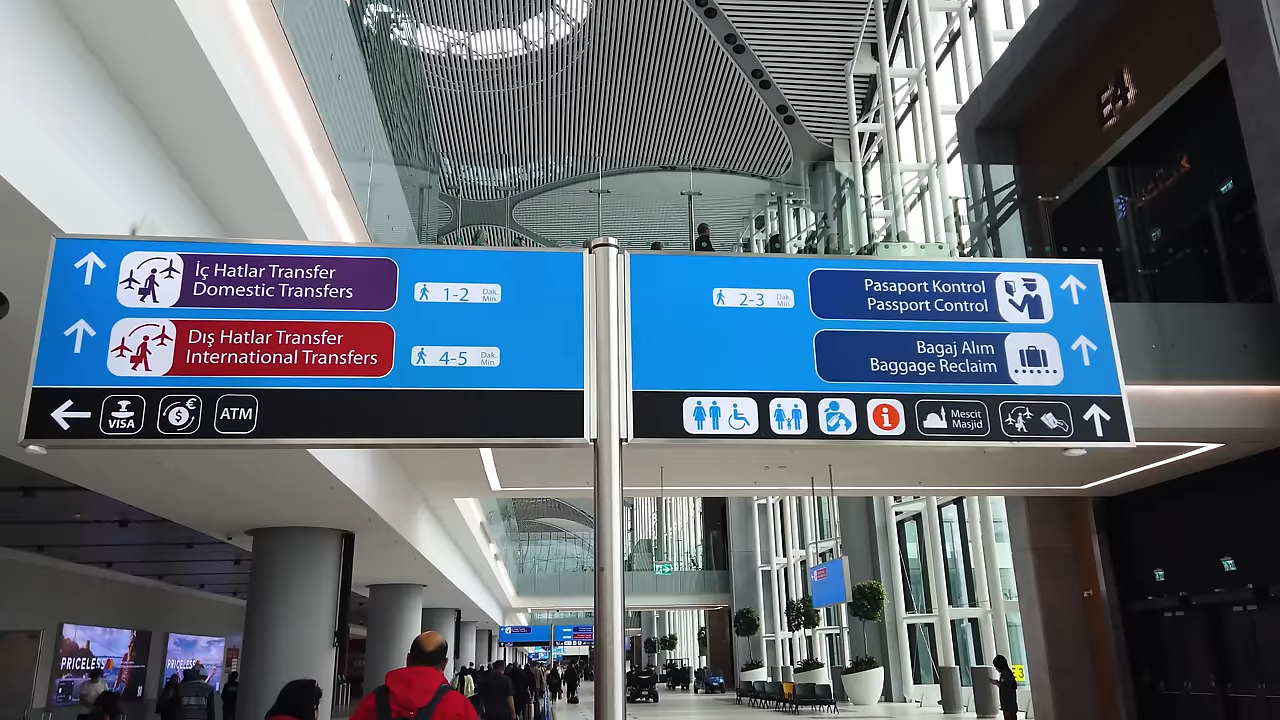 İç Hatlar Transfer
Domestic Transfers
1-2 Dak. Min.
Dış Hatlar Transfer
International Transfers
4-5 Dak. Min.
VISA
ATM
2-3 Dak. Min.
Pasaport Kontrol
Passport Control
Bagaj Alım
Baggage Reclaim
i
Mescit
Masjid
PRICELESS
PRICELESS